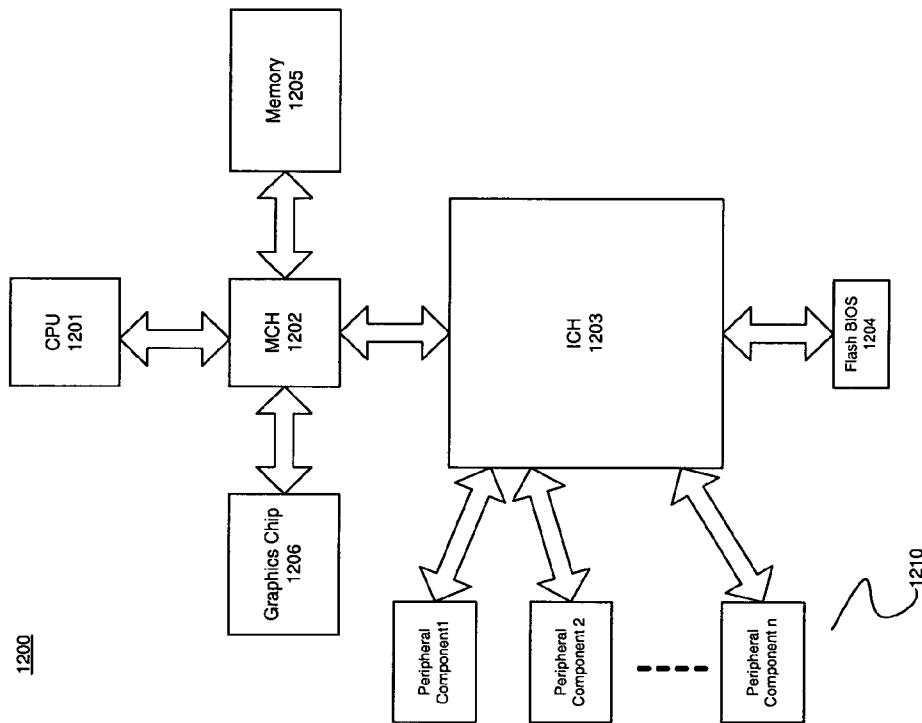 1200
CPU
1201
Graphics Chip
1206
MCH
1202
Memory
1205
ICH
1203
Peripheral
Component1
Peripheral
Component 2
Peripheral
Component n
Flash BIOS
1204
1210